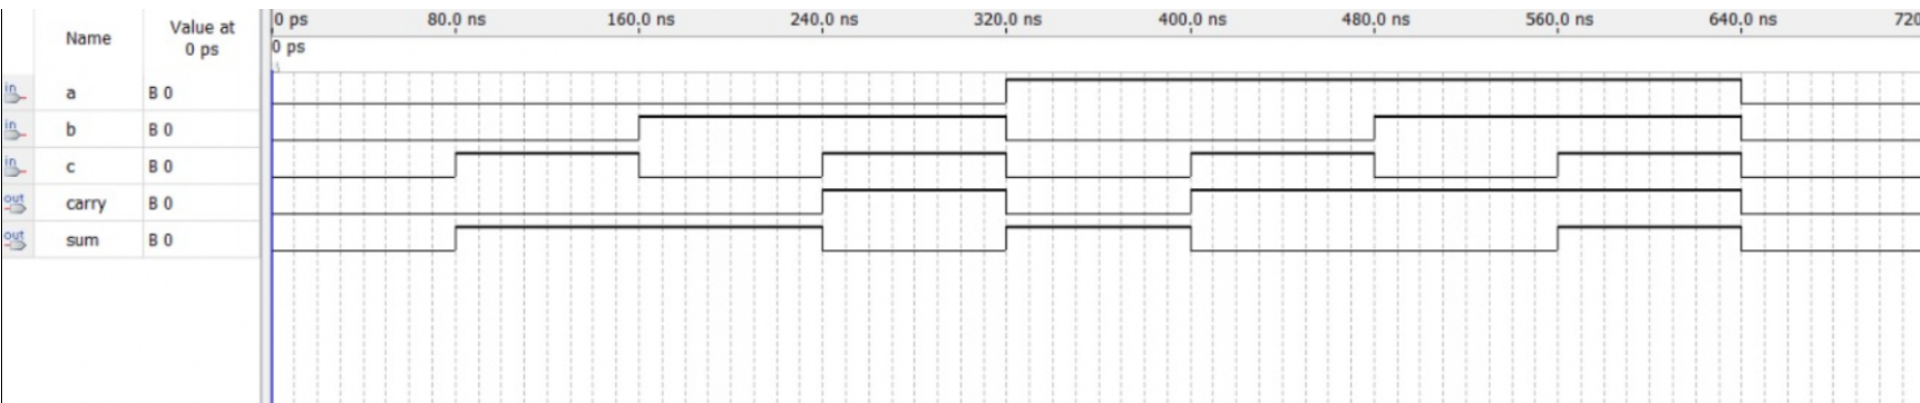 Name
Value at
0 ps
0 ps 80.0 ns 160.0 ns 240.0 ns 320.0 ns 400.0 ns 480.0 ns 560.0 ns 640.0 ns 720
0 ps
in a B 0
in b B 0
in c B 0
out carry B 0
out sum B 0